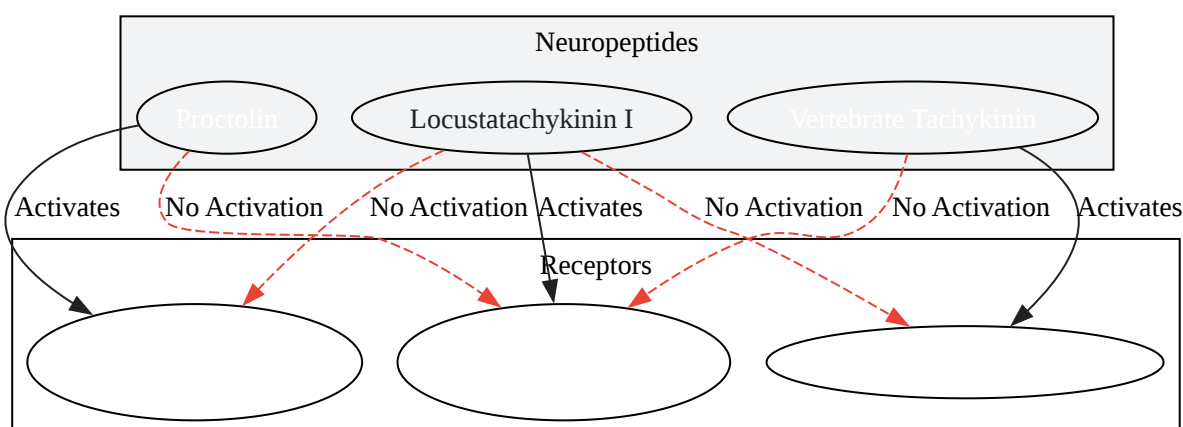 Neuropeptides
Proctolin
Locustatachykinin I
Vertebrate Tachykinin
Activates
No Activation
No Activation
Activates
No Activation
No Activation
Activates
Receptors